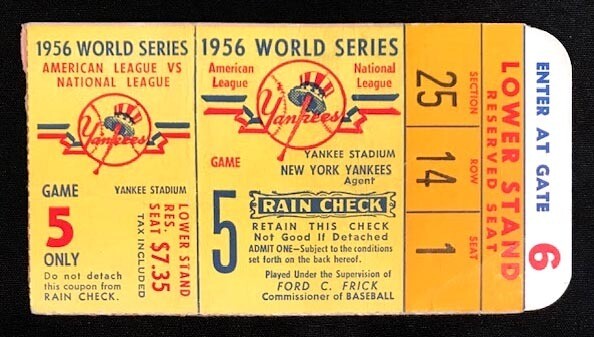 1956 WORLD SERIES
AMERICAN LEAGUE VS
NATIONAL LEAGUE
Yankees
GAME
YANKEE STADIUM
5
ONLY
LOWER STAND
RES.
SEAT $7.35
TAX INCLUDED
Do not detach
this coupon from
RAIN CHECK.
1956 WORLD SERIES
American
League
National
League
Yankees
YANKEE STADIUM
GAME
NEW YORK YANKEES
Agent
5
RAIN CHECK
RETAIN THIS CHECK
Not Good If Detached
ADMIT ONE—Subject to the conditions
set forth on the back hereof.
Played Under the Supervision of
FORD C. FRICK
Commissioner of BASEBALL
25
SECTION
14
ROW
1
SEAT
LOWER STAND
RESERVED SEAT
ENTER AT GATE
6